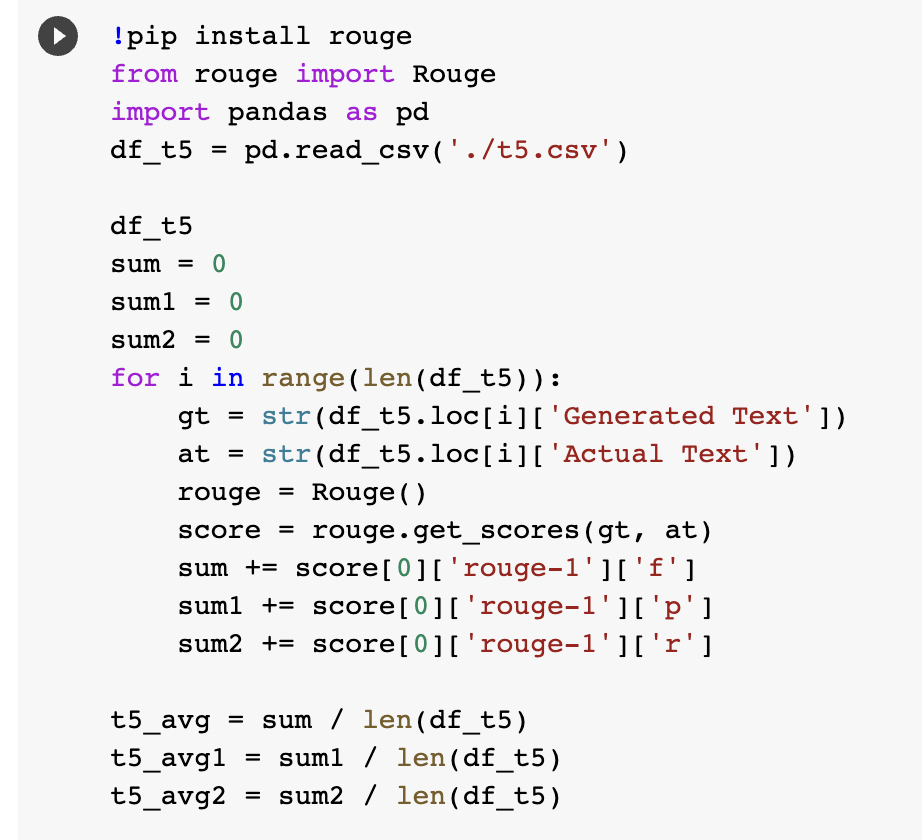 !pip install rouge
from rouge import Rouge
import pandas as pd
df_t5 = pd.read_csv('./t5.csv')

df_t5
sum = 0
sum1 = 0
sum2 = 0
for i in range(len(df_t5)):
    gt = str(df_t5.loc[i]['Generated Text'])
    at = str(df_t5.loc[i]['Actual Text'])
    rouge = Rouge()
    score = rouge.get_scores(gt, at)
    sum += score[0]['rouge-1']['f']
    sum1 += score[0]['rouge-1']['p']
    sum2 += score[0]['rouge-1']['r']

t5_avg = sum / len(df_t5)
t5_avg1 = sum1 / len(df_t5)
t5_avg2 = sum2 / len(df_t5)